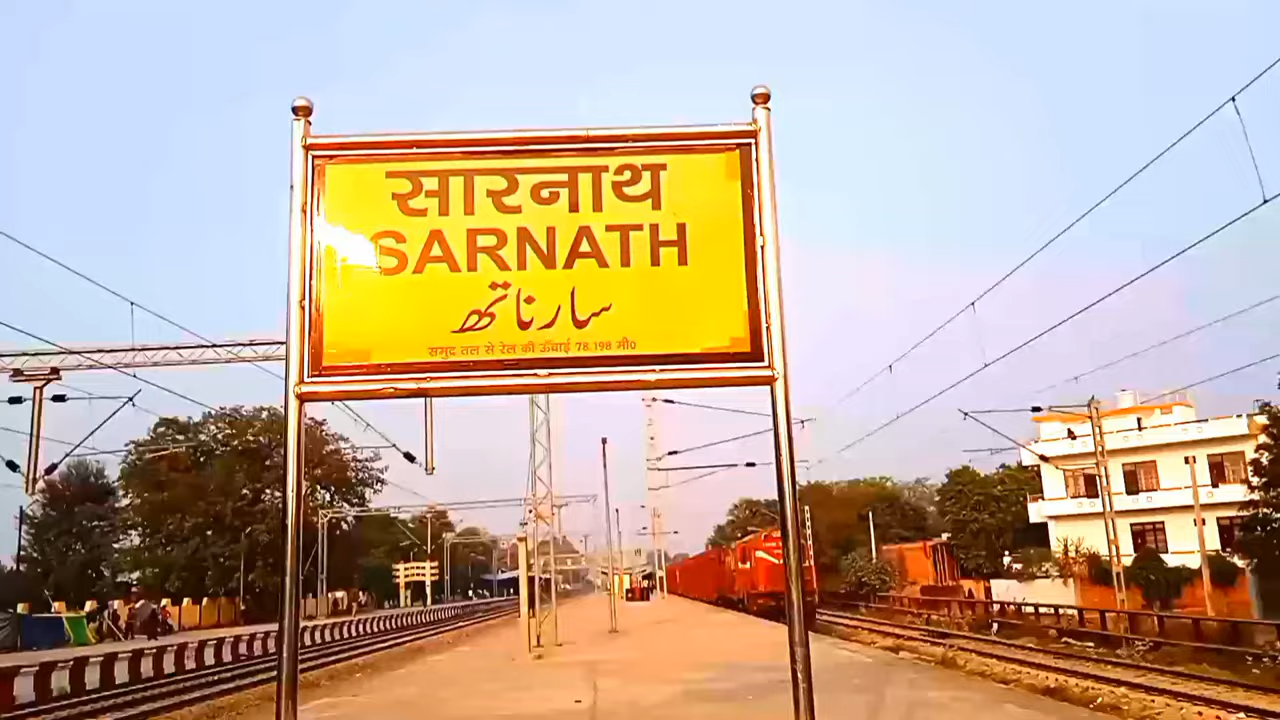 सारनाथ
SARNATH
سارناتھ
समुद्र तल से रेल की ऊँचाई 78.198 मी०